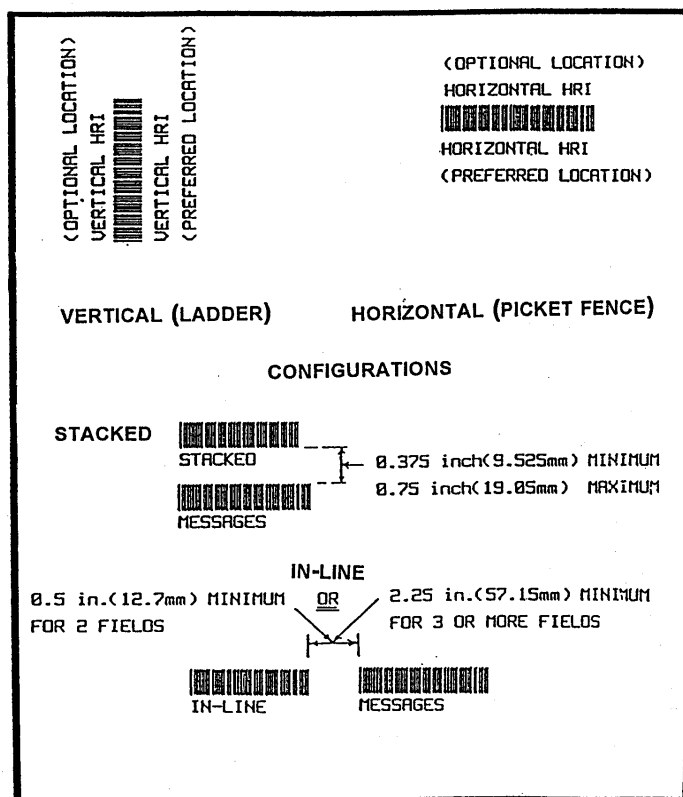 (OPTIONAL LOCATION)
VERTICAL HRI
VERTICAL HRI
(PREFERRED LOCATION)
(OPTIONAL LOCATION)
HORIZONTAL HRI
HORIZONTAL HRI
(PREFERRED LOCATION)
VERTICAL (LADDER) HORIZONTAL (PICKET FENCE)
CONFIGURATIONS
STACKED
STACKED
0.375 inch(9.525mm) MINIMUM
0.75 inch(19.05mm) MAXIMUM
MESSAGES
IN-LINE
OR
0.5 in.(12.7mm) MINIMUM
FOR 2 FIELDS
2.25 in.(57.15mm) MINIMUM
FOR 3 OR MORE FIELDS
IN-LINE MESSAGES